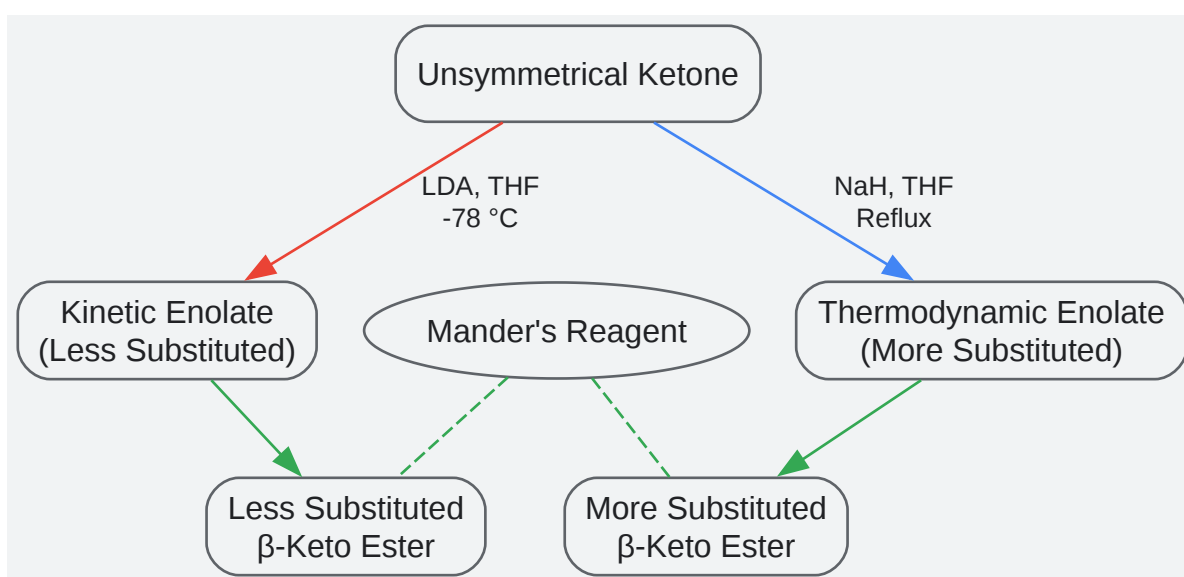 Unsymmetrical Ketone
LDA, THF
-78 °C
NaH, THF
Reflux
Kinetic Enolate
(Less Substituted)
Mander's Reagent
Thermodynamic Enolate
(More Substituted)
Less Substituted
β-Keto Ester
More Substituted
β-Keto Ester